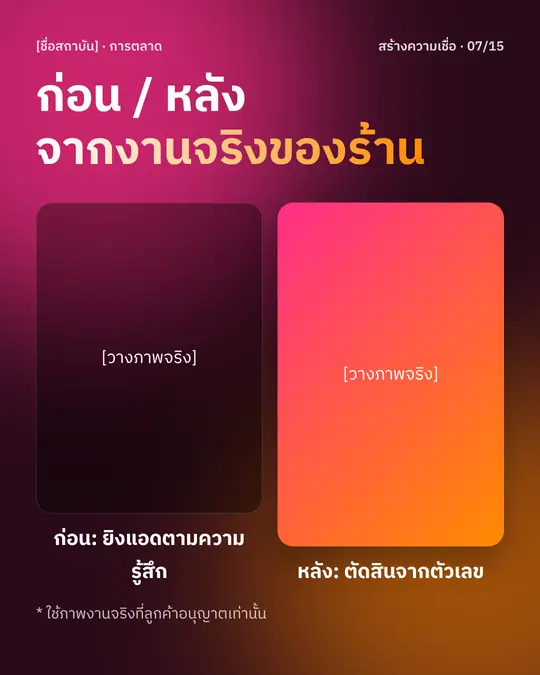 [ชื่อสถาบัน] · การตลาด
สร้างความเชื่อ · 07/15
ก่อน / หลัง
จากงานจริงของร้าน
[วางภาพจริง]
[วางภาพจริง]
ก่อน: ยิงแอดตามความ
รู้สึก
หลัง: ตัดสินจากตัวเลข
* ใช้ภาพงานจริงที่ลูกค้าอนุญาตเท่านั้น